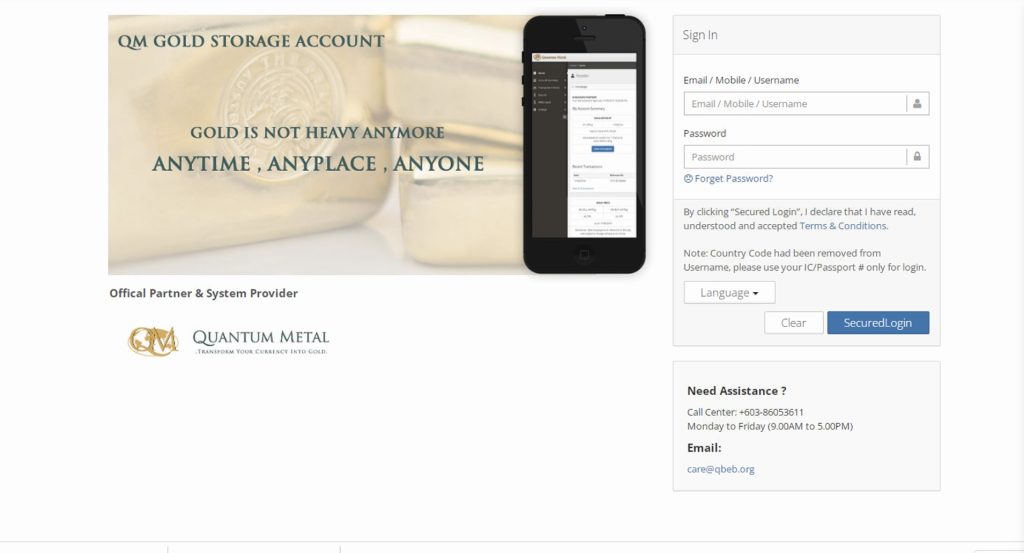 QM GOLD STORAGE ACCOUNT
GOLD IS NOT HEAVY ANYMORE
ANYTIME , ANYPLACE , ANYONE
Offical Partner & System Provider
QM
QUANTUM METAL
.TRANSFORM YOUR CURRENCY INTO GOLD.
Sign In
Email / Mobile / Username
Email / Mobile / Username
Password
Password
Forget Password?
By clicking “Secured Login”, I declare that I have read,
understood and accepted Terms & Conditions.
Note: Country Code had been removed from
Username, please use your IC/Passport # only for login.
Language
Clear
SecuredLogin
Need Assistance ?
Call Center: +603-86053611
Monday to Friday (9.00AM to 5.00PM)
Email:
care@qbeb.org